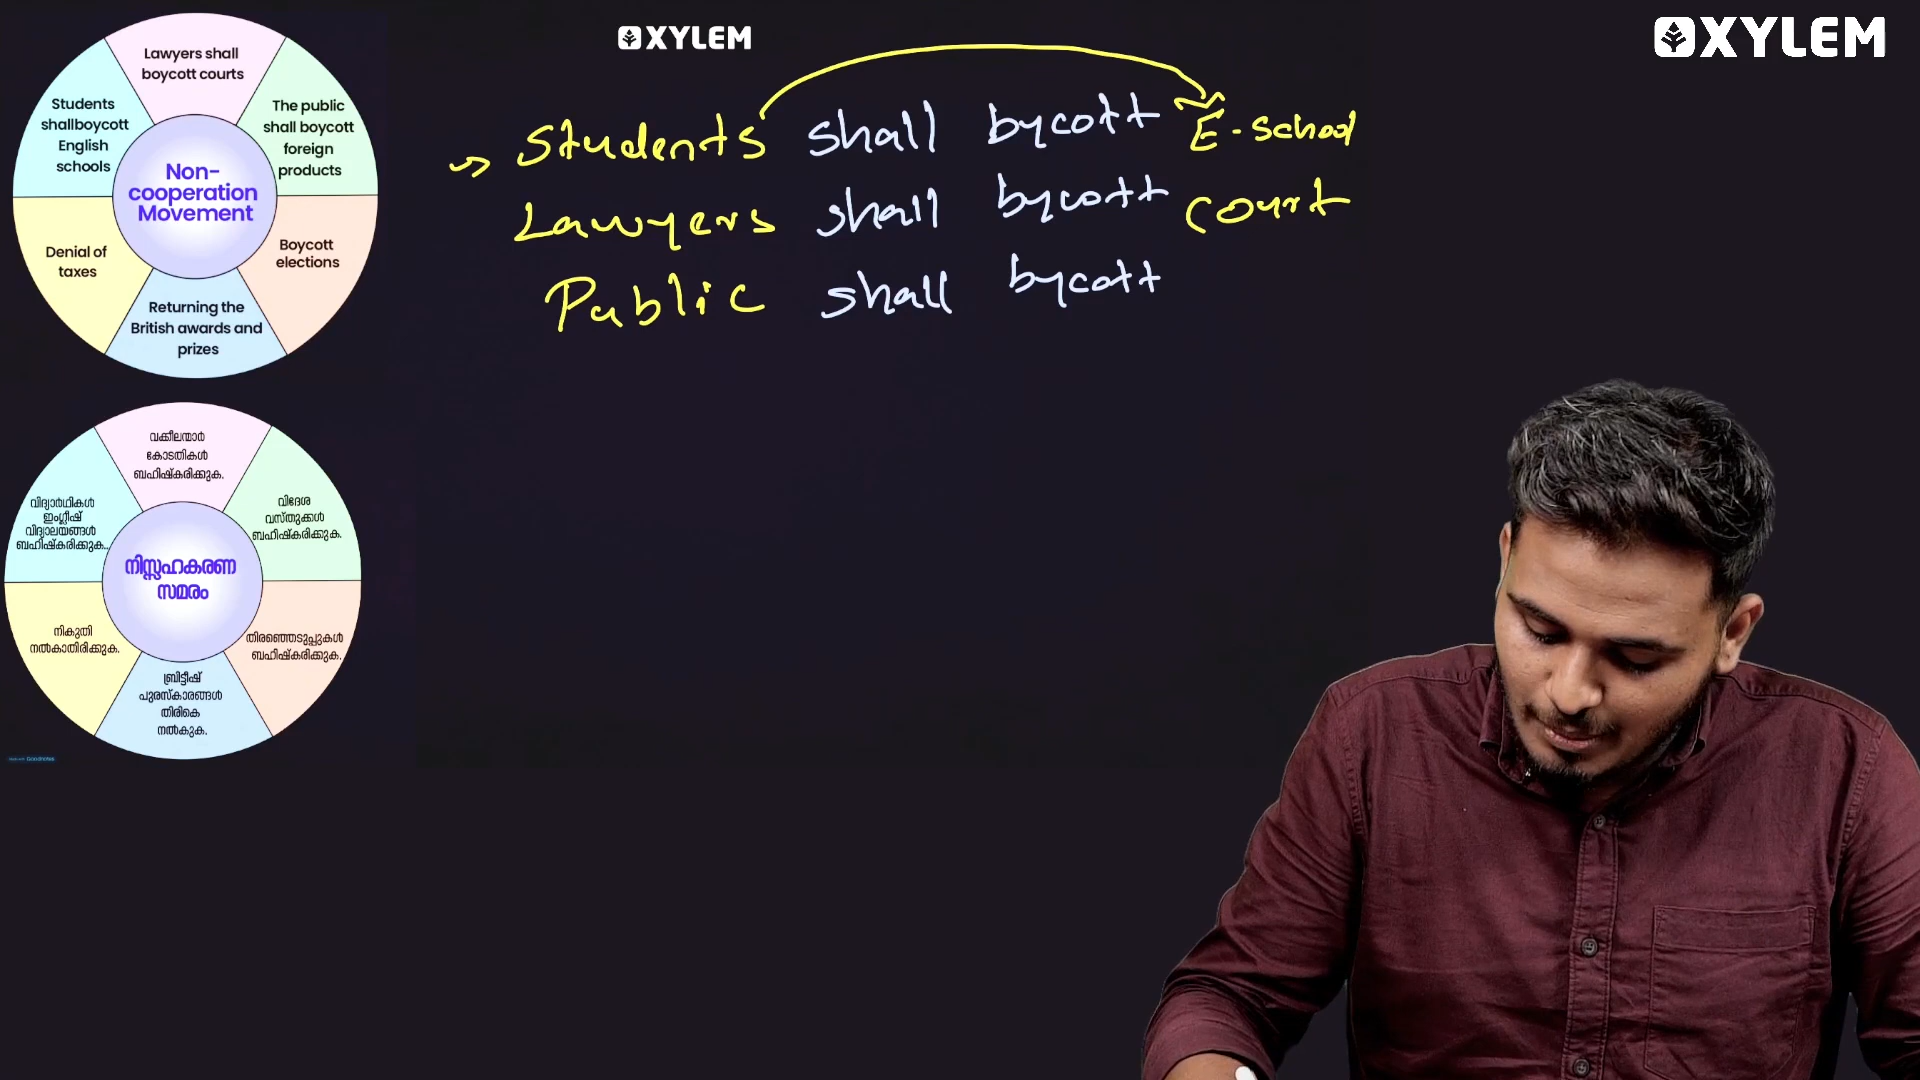 XYLEM
XYLEM
Lawyers shall
boycott courts
The public
shall boycott
foreign
products
Boycott
elections
Returning the
British awards and
prizes
Denial of
taxes
Students
shallboycott
English
schools
Non-
cooperation
Movement
Students shall bycott E-school
Lawyers shall bycott court
Public shall bycott
വക്കീലന്മാർ
കോടതികൾ
ബഹിഷ്കരിക്കുക.
വിദേശ
വസ്തുക്കൾ
ബഹിഷ്കരിക്കുക.
തിരഞ്ഞെടുപ്പുകൾ
ബഹിഷ്കരിക്കുക.
ബ്രിട്ടീഷ്
പുരസ്കാരങ്ങൾ
തിരികെ
നൽകുക.
നികുതി
നൽകാതിരിക്കുക.
വിദ്യാർഥികൾ
ഇംഗ്ലീഷ്
വിദ്യാലയങ്ങൾ
ബഹിഷ്കരിക്കുക..
നിസ്സഹകരണ
സമരം
Made with Goodnotes